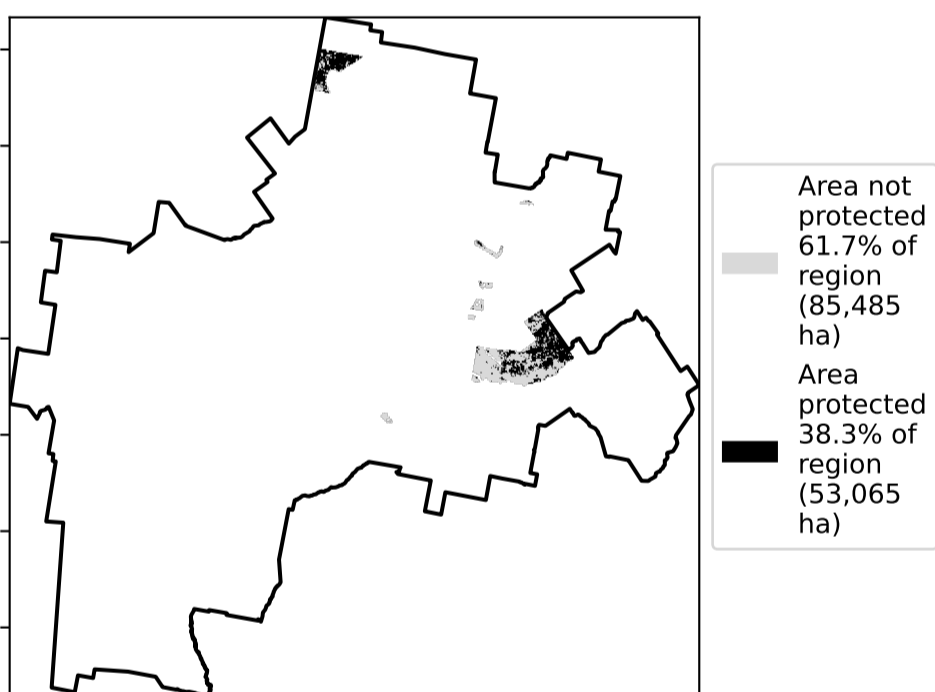 Area not
protected
61.7% of
region
(85,485
ha)
Area
protected
38.3% of
region
(53,065
ha)